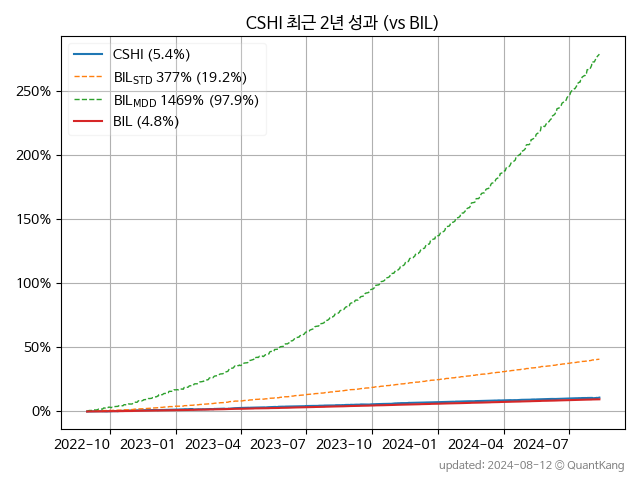 CSHI 최근 2년 성과 (vs BIL)
CSHI (5.4%)
BILSTD 377% (19.2%)
BILMDD 1469% (97.9%)
BIL (4.8%)
250%
200%
150%
100%
50%
0%
2022-10 2023-01 2023-04 2023-07 2023-10 2024-01 2024-04 2024-07
updated: 2024-08-12 © QuantKang